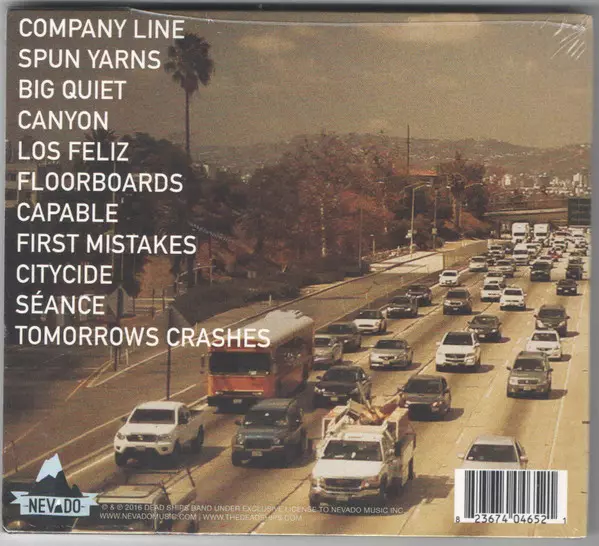 COMPANY LINE
SPUN YARNS
BIG QUIET
CANYON
LOS FELIZ
FLOORBOARDS
CAPABLE
FIRST MISTAKES
CITYCIDE
SÉANCE
TOMORROWS CRASHES
NEVADO
℗ & © 2016 DEAD SHIPS BAND UNDER EXCLUSIVE LICENSE TO NEVADO MUSIC INC.
WWW.NEVADOMUSIC.COM | WWW.THEDEADSHIPS.COM
8 23674 04652 1